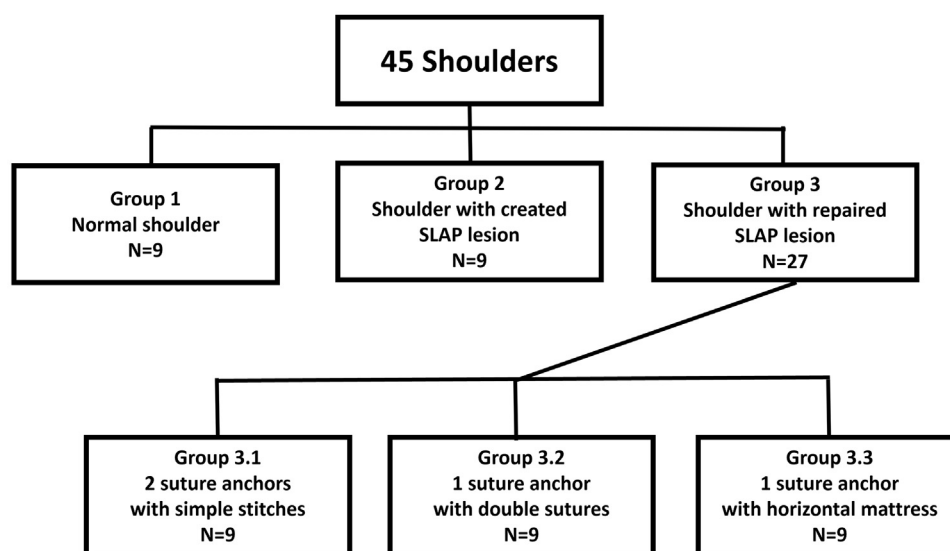 45 Shoulders
Group 1
Normal shoulder
N=9
Group 2
Shoulder with created
SLAP lesion
N=9
Group 3
Shoulder with repaired
SLAP lesion
N=27
Group 3.1
2 suture anchors
with simple stitches
N=9
Group 3.2
1 suture anchor
with double sutures
N=9
Group 3.3
1 suture anchor
with horizontal mattress
N=9